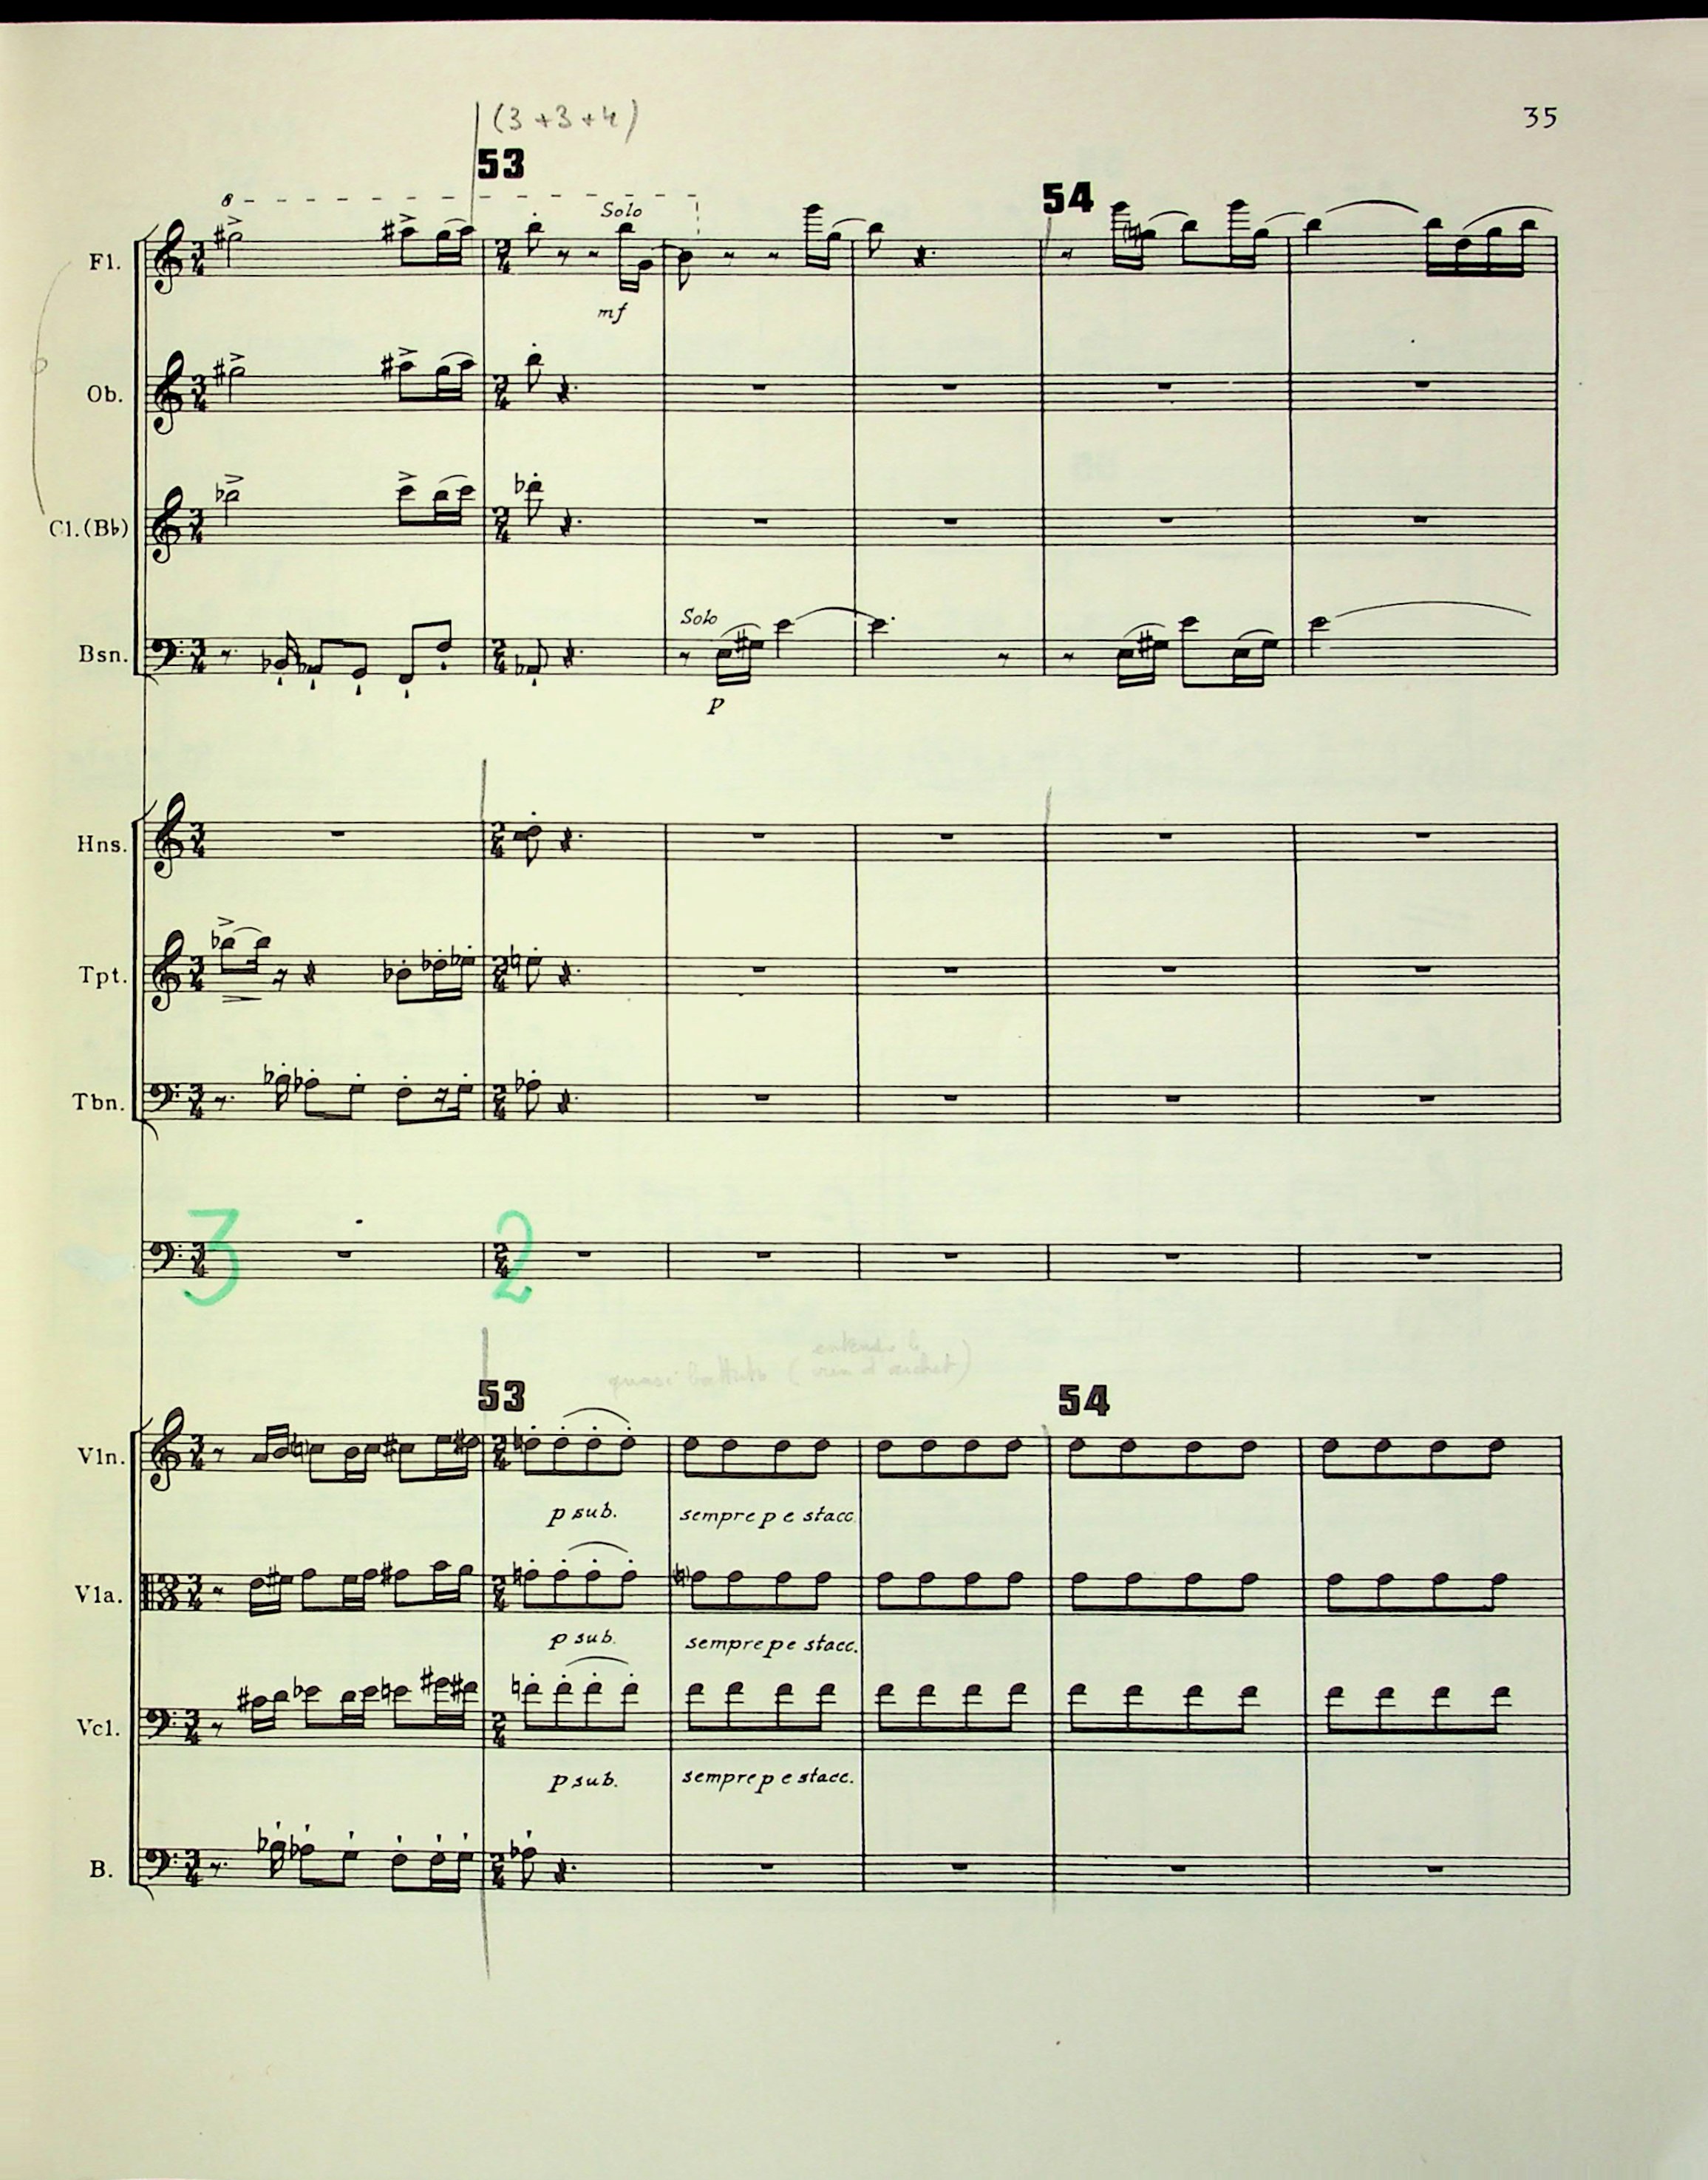 (3+3+4)
35
53
8
Solo
54
Fl.
mf
Ob.
Cl.(B♭)
Solo
Bsn.
p
Hns.
Tpt.
Tbn.
3 2
entendre le
quasi battuto ( crin d'archet)
53 54
Vln.
p sub. sempre p e stacc.
Vla.
p sub. sempre p e stacc.
Vcl.
p sub. sempre p e stacc.
B.